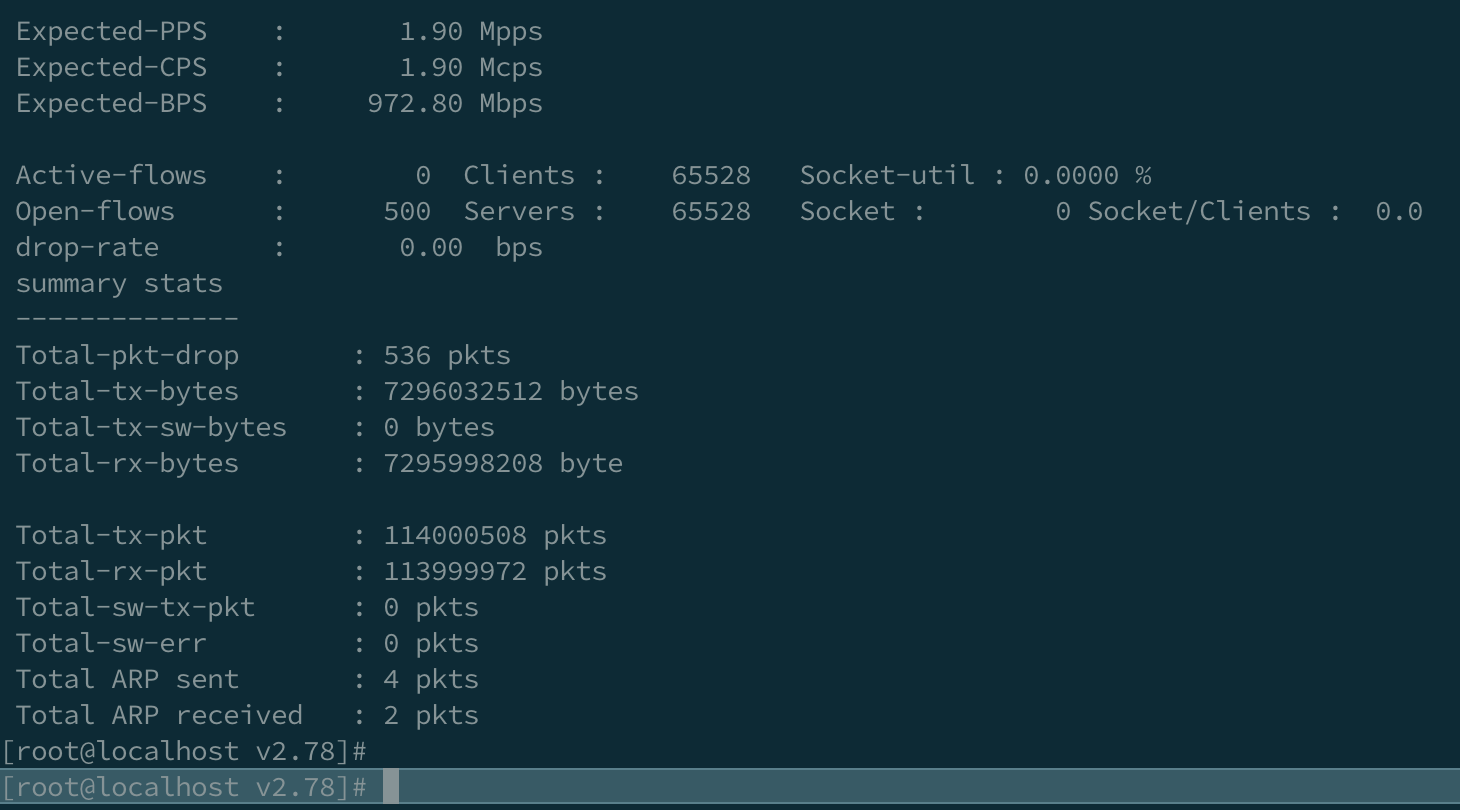 Expected-PPS    :       1.90 Mpps
Expected-CPS    :       1.90 Mcps
Expected-BPS    :     972.80 Mbps
Active-flows    :        0  Clients :    65528   Socket-util : 0.0000 %
Open-flows      :      500  Servers :    65528   Socket :        0 Socket/Clients :  0.0
drop-rate       :       0.00  bps
summary stats
--------------
Total-pkt-drop       : 536 pkts
Total-tx-bytes       : 7296032512 bytes
Total-tx-sw-bytes    : 0 bytes
Total-rx-bytes       : 7295998208 byte
Total-tx-pkt         : 114000508 pkts
Total-rx-pkt         : 113999972 pkts
Total-sw-tx-pkt      : 0 pkts
Total-sw-err         : 0 pkts
Total ARP sent       : 4 pkts
Total ARP received   : 2 pkts
[root@localhost v2.78]#
[root@localhost v2.78]#